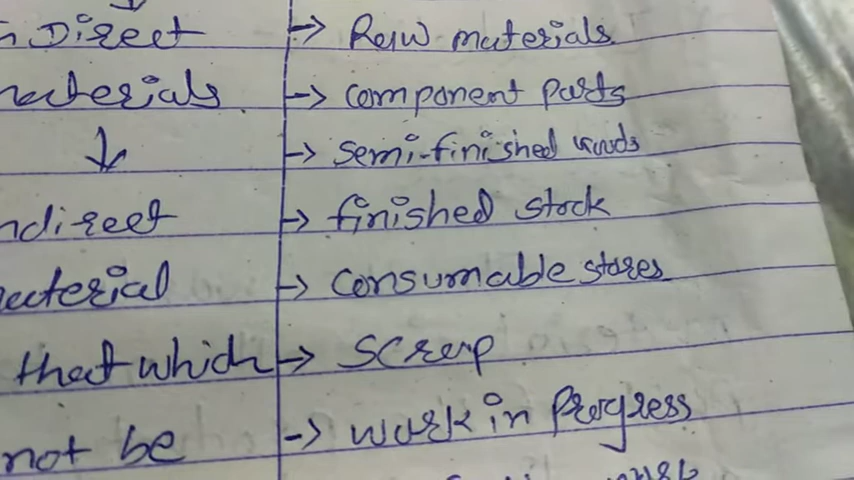 Direct
materials
indirect
material
that which
not be
-> Raw materials
-> component parts
-> semi-finished goods
-> finished stock
-> consumable stores
-> scrap
-> work in progress